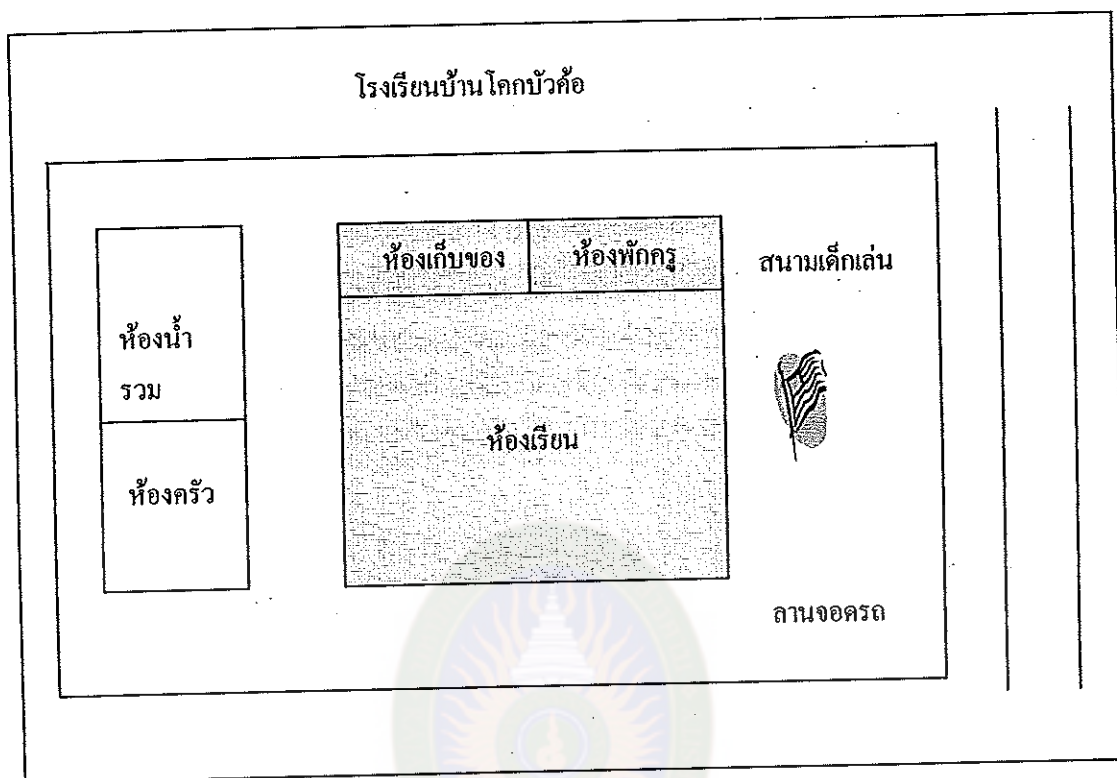 โรงเรียนบ้านโคกบัวค้อ
ห้องเก็บของ
ห้องพักครู
สนามเด็กเล่น
ห้องน้ำ
รวม
ห้องเรียน
ห้องครัว
ลานจอดรถ